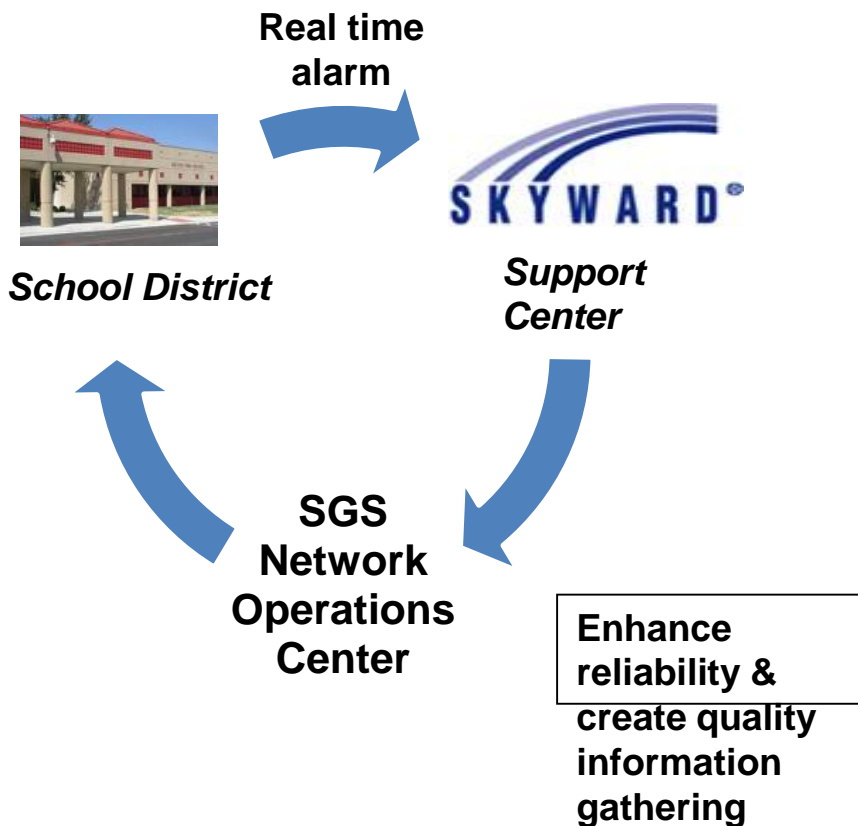 Real time
alarm
SKYWARD®
School District
Support
Center
SGS
Network
Operations
Center
Enhance
reliability &
create quality
information
gathering